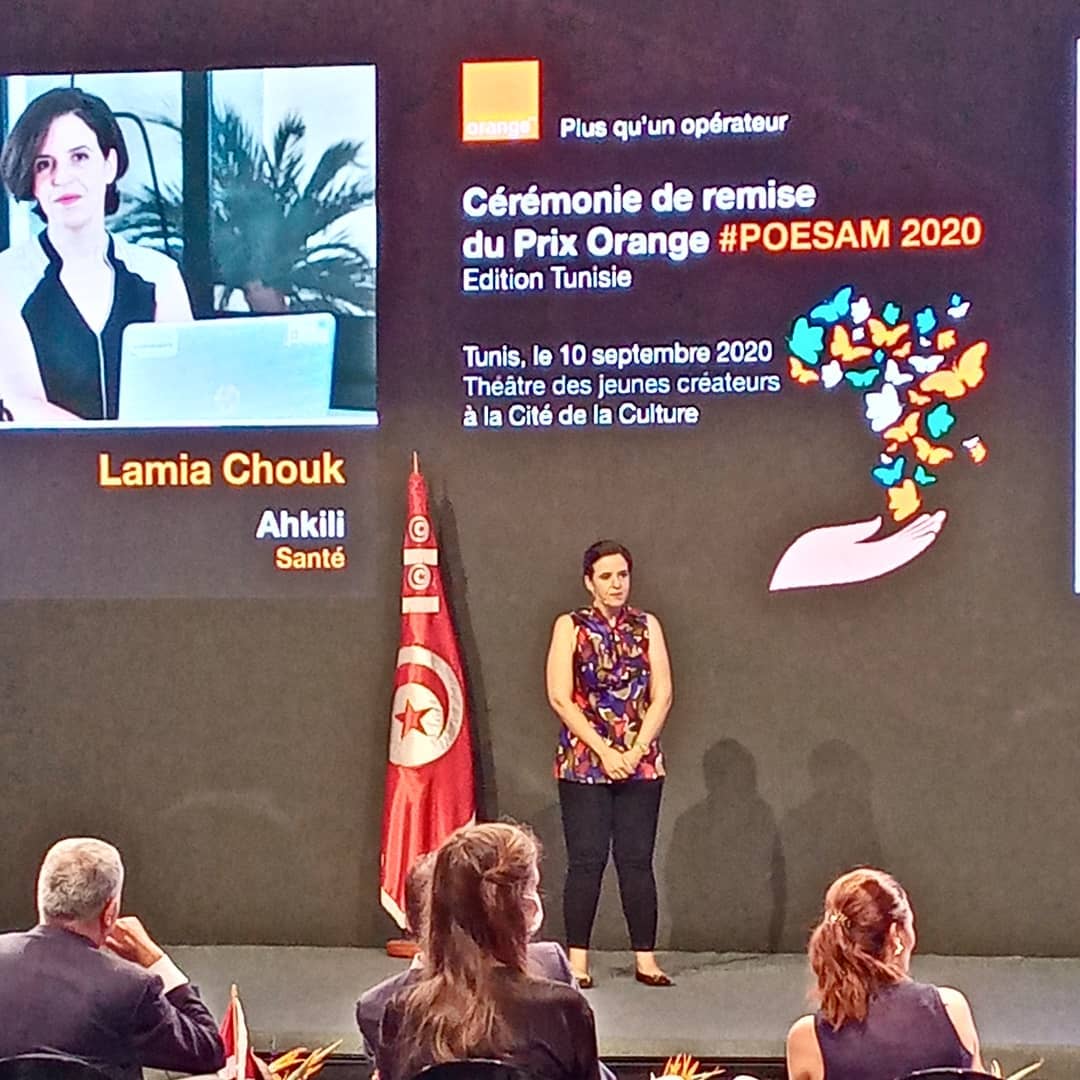 orange
Plus qu'un opérateur
Cérémonie de remise
du Prix Orange #POESAM 2020
Edition Tunisie
Tunis, le 10 septembre 2020
Théâtre des jeunes créateurs
à la Cité de la Culture
Lamia Chouk
Ahkili
Santé
hp